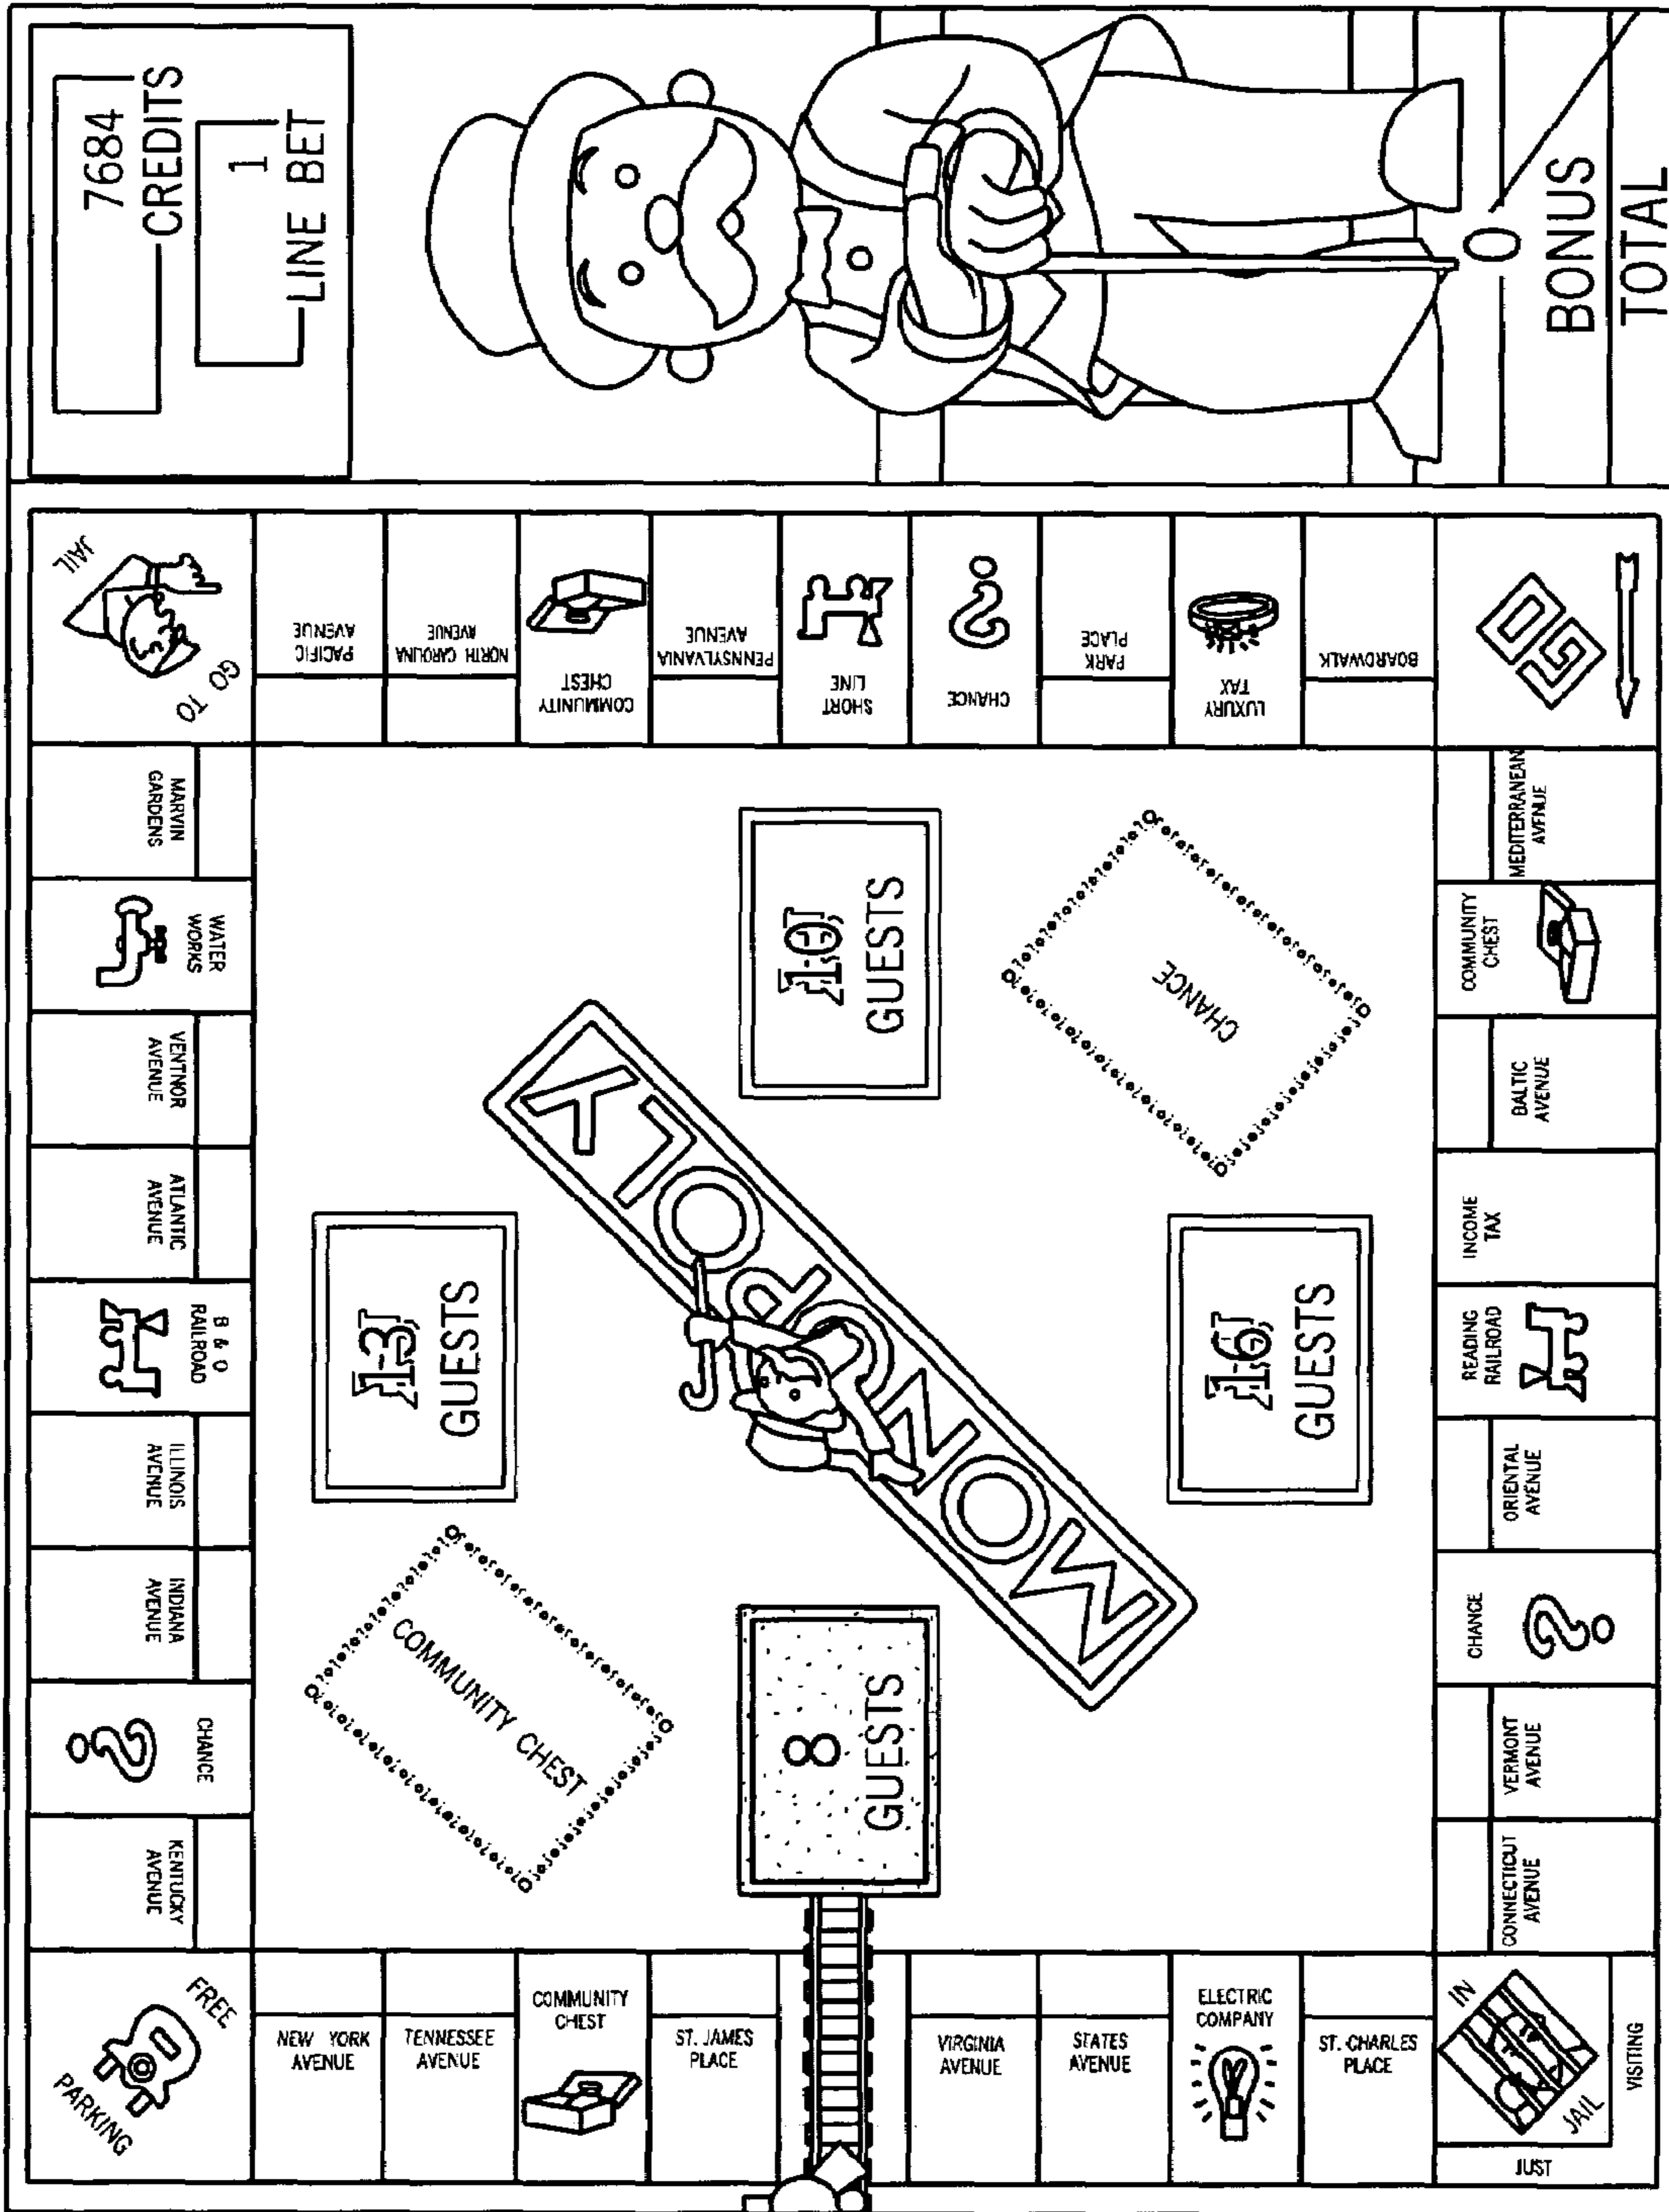 7684
CREDITS
1
LINE BET
0
BONUS
TOTAL
GO TO
JAIL
PACIFIC
AVENUE
NORTH CAROLINA
AVENUE
COMMUNITY
CHEST
PENNSYLVANIA
AVENUE
SHORT
LINE
CHANCE
?
PARK
PLACE
LUXURY
TAX
BOARDWALK
GO
MEDITERRANEAN
AVENUE
COMMUNITY
CHEST
BALTIC
AVENUE
INCOME
TAX
READING
RAILROAD
ORIENTAL
AVENUE
CHANCE
?
VERMONT
AVENUE
CONNECTICUT
AVENUE
IN
JAIL
JUST
VISITING
ST. CHARLES
PLACE
ELECTRIC
COMPANY
STATES
AVENUE
VIRGINIA
AVENUE
ST. JAMES
PLACE
COMMUNITY
CHEST
TENNESSEE
AVENUE
NEW YORK
AVENUE
FREE
PARKING
KENTUCKY
AVENUE
CHANCE
?
INDIANA
AVENUE
ILLINOIS
AVENUE
B & O
RAILROAD
ATLANTIC
AVENUE
VENTNOR
AVENUE
WATER
WORKS
MARVIN
GARDENS
10
GUESTS
CHANCE
13
GUESTS
MONOPOLY
16
GUESTS
COMMUNITY CHEST
8
GUESTS